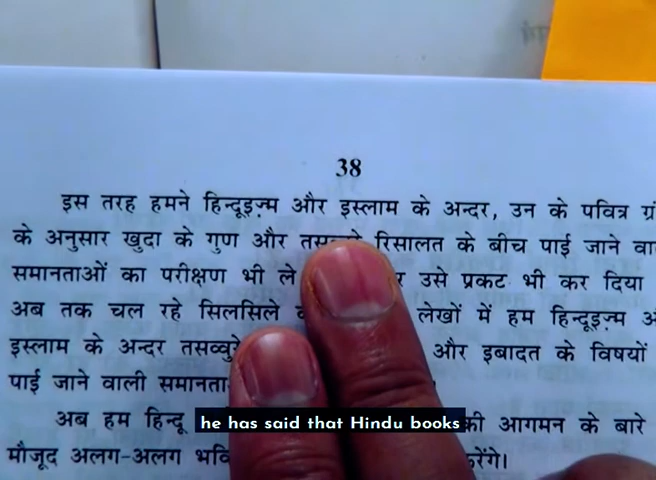 38
इस तरह हमने हिन्दूइज़्म और इस्लाम के अन्दर, उन के पवित्र
के अनुसार खुदा के गुण और रिसालत के बीच पाई जाने
समानताओं का परीक्षण भी उसे प्रकट भी कर दिया
अब तक चल रहे सिलसिले लेखों में हम हिन्दूइज़्म
इस्लाम के अन्दर और इबादत के विषयों
पाई जाने वाली
अब हम हिन्दू he has said that Hindu books की आगमन के बारे
मौजूद अलग-अलग